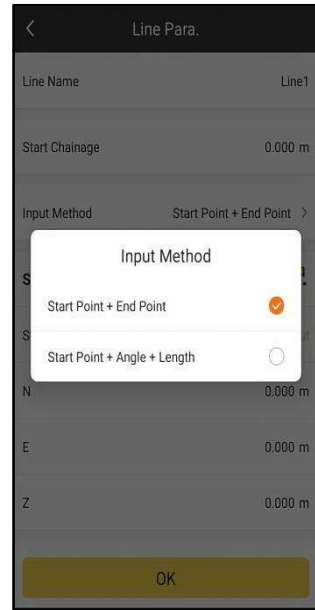 Line Para.
Line Name Line1
Start Chainage 0.000 m
Input Method Start Point + End Point >
Input Method
Start Point + End Point
Start Point + Angle + Length
N 0.000 m
E 0.000 m
Z 0.000 m
OK